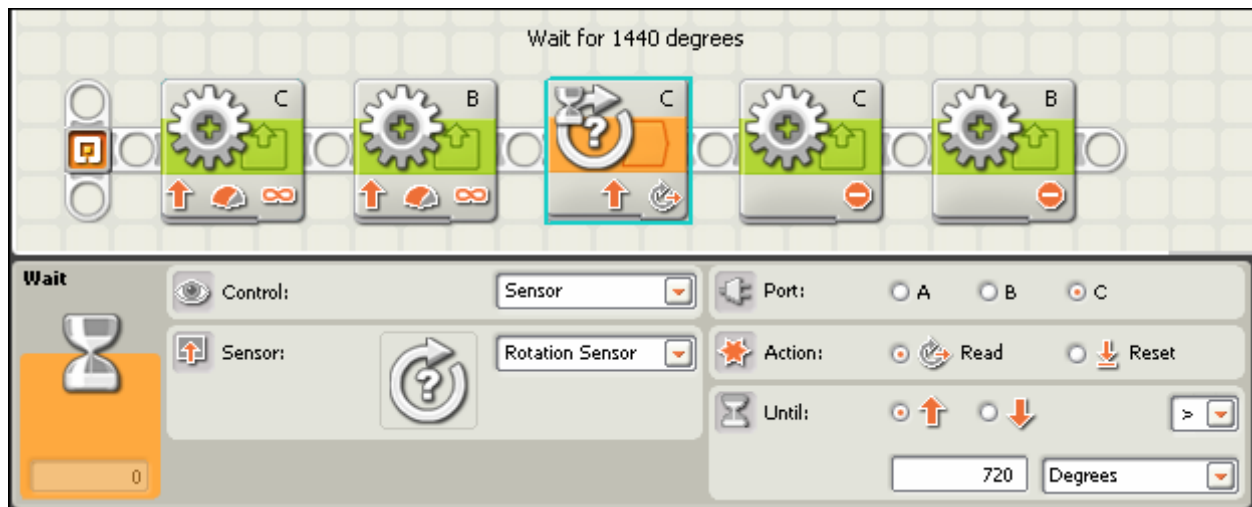 Wait for 1440 degrees
C B C C B
Wait
Control: Sensor
Port: A B C
Sensor: Rotation Sensor
Action: Read Reset
Until: >
0
720 Degrees